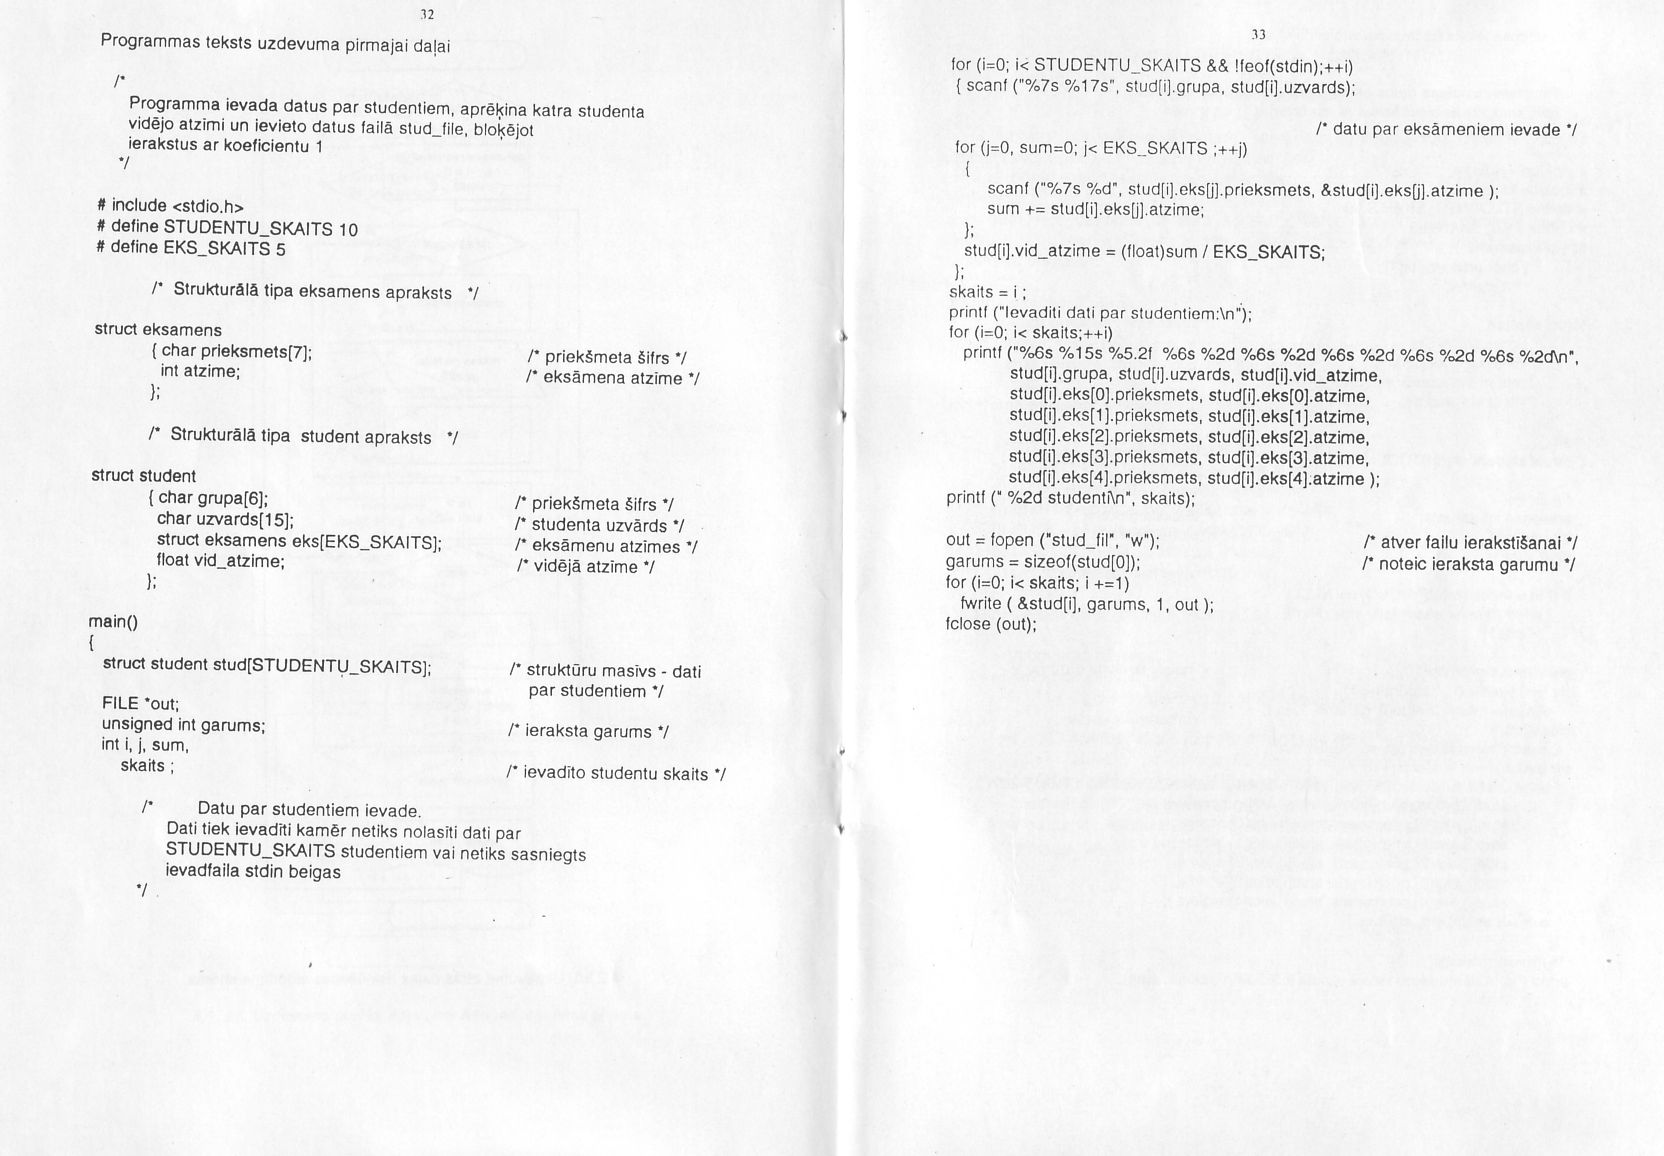 32
Programmas teksts uzdevuma pirmajai daļai
/*
Programma ievada datus par studentiem, aprēķina katra studenta
vidējo atzimi un ievieto datus failā stud_file, bloķējot
ierakstus ar koeficientu 1
*/
# include <stdio.h>
# define STUDENTU_SKAITS 10
# define EKS_SKAITS 5
/* Strukturālā tipa eksamens apraksts */
struct eksamens
{ char prieksmets[7]; /* priekšmeta šifrs */
int atzime; /* eksāmena atzīme */
};
/* Strukturālā tipa student apraksts */
struct student
{ char grupa[6]; /* priekšmeta šifrs */
char uzvards[15]; /* studenta uzvārds */
struct eksamens eks[EKS_SKAITS]; /* eksāmenu atzīmes */
float vid_atzime; /* vidējā atzīme */
};
main()
{
struct student stud[STUDENTU_SKAITS]; /* struktūru masīvs - dati
par studentiem */
FILE *out;
unsigned int garums; /* ieraksta garums */
int i, j, sum,
skaits ; /* ievadīto studentu skaits */
/* Datu par studentiem ievade.
Dati tiek ievadīti kamēr netiks nolasīti dati par
STUDENTU_SKAITS studentiem vai netiks sasniegts
ievadfaila stdin beigas
*/
33
for (i=0; i< STUDENTU_SKAITS && !feof(stdin);++i)
{ scanf ("%7s %17s", stud[i].grupa, stud[i].uzvards);
/* datu par eksāmeniem ievade */
for (j=0, sum=0; j< EKS_SKAITS ;++j)
{
scanf ("%7s %d", stud[i].eks[j].prieksmets, &stud[i].eks[j].atzime );
sum += stud[i].eks[j].atzime;
};
stud[i].vid_atzime = (float)sum / EKS_SKAITS;
};
skaits = i ;
printf ("Ievaditi dati par studentiem:\n");
for (i=0; i< skaits;++i)
printf ("%6s %15s %5.2f %6s %2d %6s %2d %6s %2d %6s %2d %6s %2d\n",
stud[i].grupa, stud[i].uzvards, stud[i].vid_atzime,
stud[i].eks[0].prieksmets, stud[i].eks[0].atzime,
stud[i].eks[1].prieksmets, stud[i].eks[1].atzime,
stud[i].eks[2].prieksmets, stud[i].eks[2].atzime,
stud[i].eks[3].prieksmets, stud[i].eks[3].atzime,
stud[i].eks[4].prieksmets, stud[i].eks[4].atzime );
printf (" %2d studenti\n", skaits);
out = fopen ("stud_fil", "w"); /* atver failu ierakstīšanai */
garums = sizeof(stud[0]); /* noteic ieraksta garumu */
for (i=0; i< skaits; i +=1)
fwrite ( &stud[i], garums, 1, out );
fclose (out);